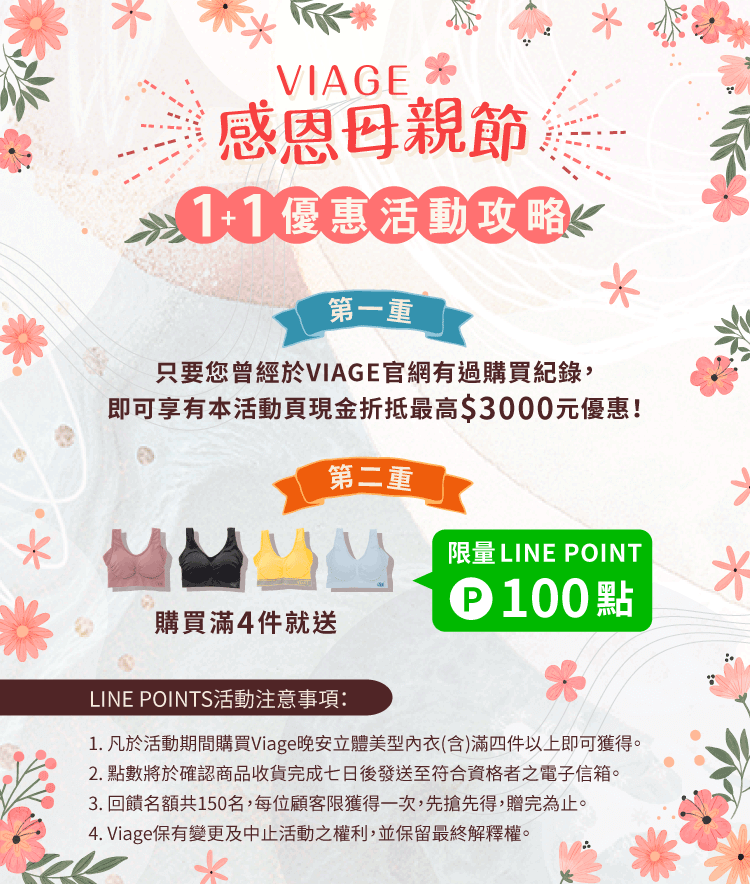 VIAGE
感恩母親節
1+1優惠活動攻略
第一重
只要您曾經於VIAGE官網有過購買紀錄，
即可享有本活動頁現金折抵最高$3000元優惠！
第二重
限量LINE POINT
P 100點
購買滿4件就送
LINE POINTS活動注意事項：
1. 凡於活動期間購買Viage晚安立體美型內衣(含)滿四件以上即可獲得。
2. 點數將於確認商品收貨完成七日後發送至符合資格者之電子信箱。
3. 回饋名額共150名，每位顧客限獲得一次，先搶先得，贈完為止。
4. Viage保有變更及中止活動之權利，並保留最終解釋權。